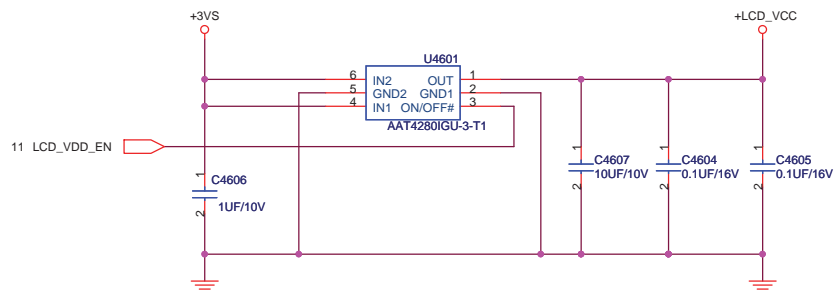 +3VS
+LCD_VCC
U4601
6 IN2 OUT 1
5 GND2 GND1 2
4 IN1 ON/OFF# 3
AAT4280IGU-3-T1
11 LCD_VDD_EN
1
C4606
1UF/10V
2
1
C4607
10UF/10V
2
1
C4604
0.1UF/16V
2
1
C4605
0.1UF/16V
2